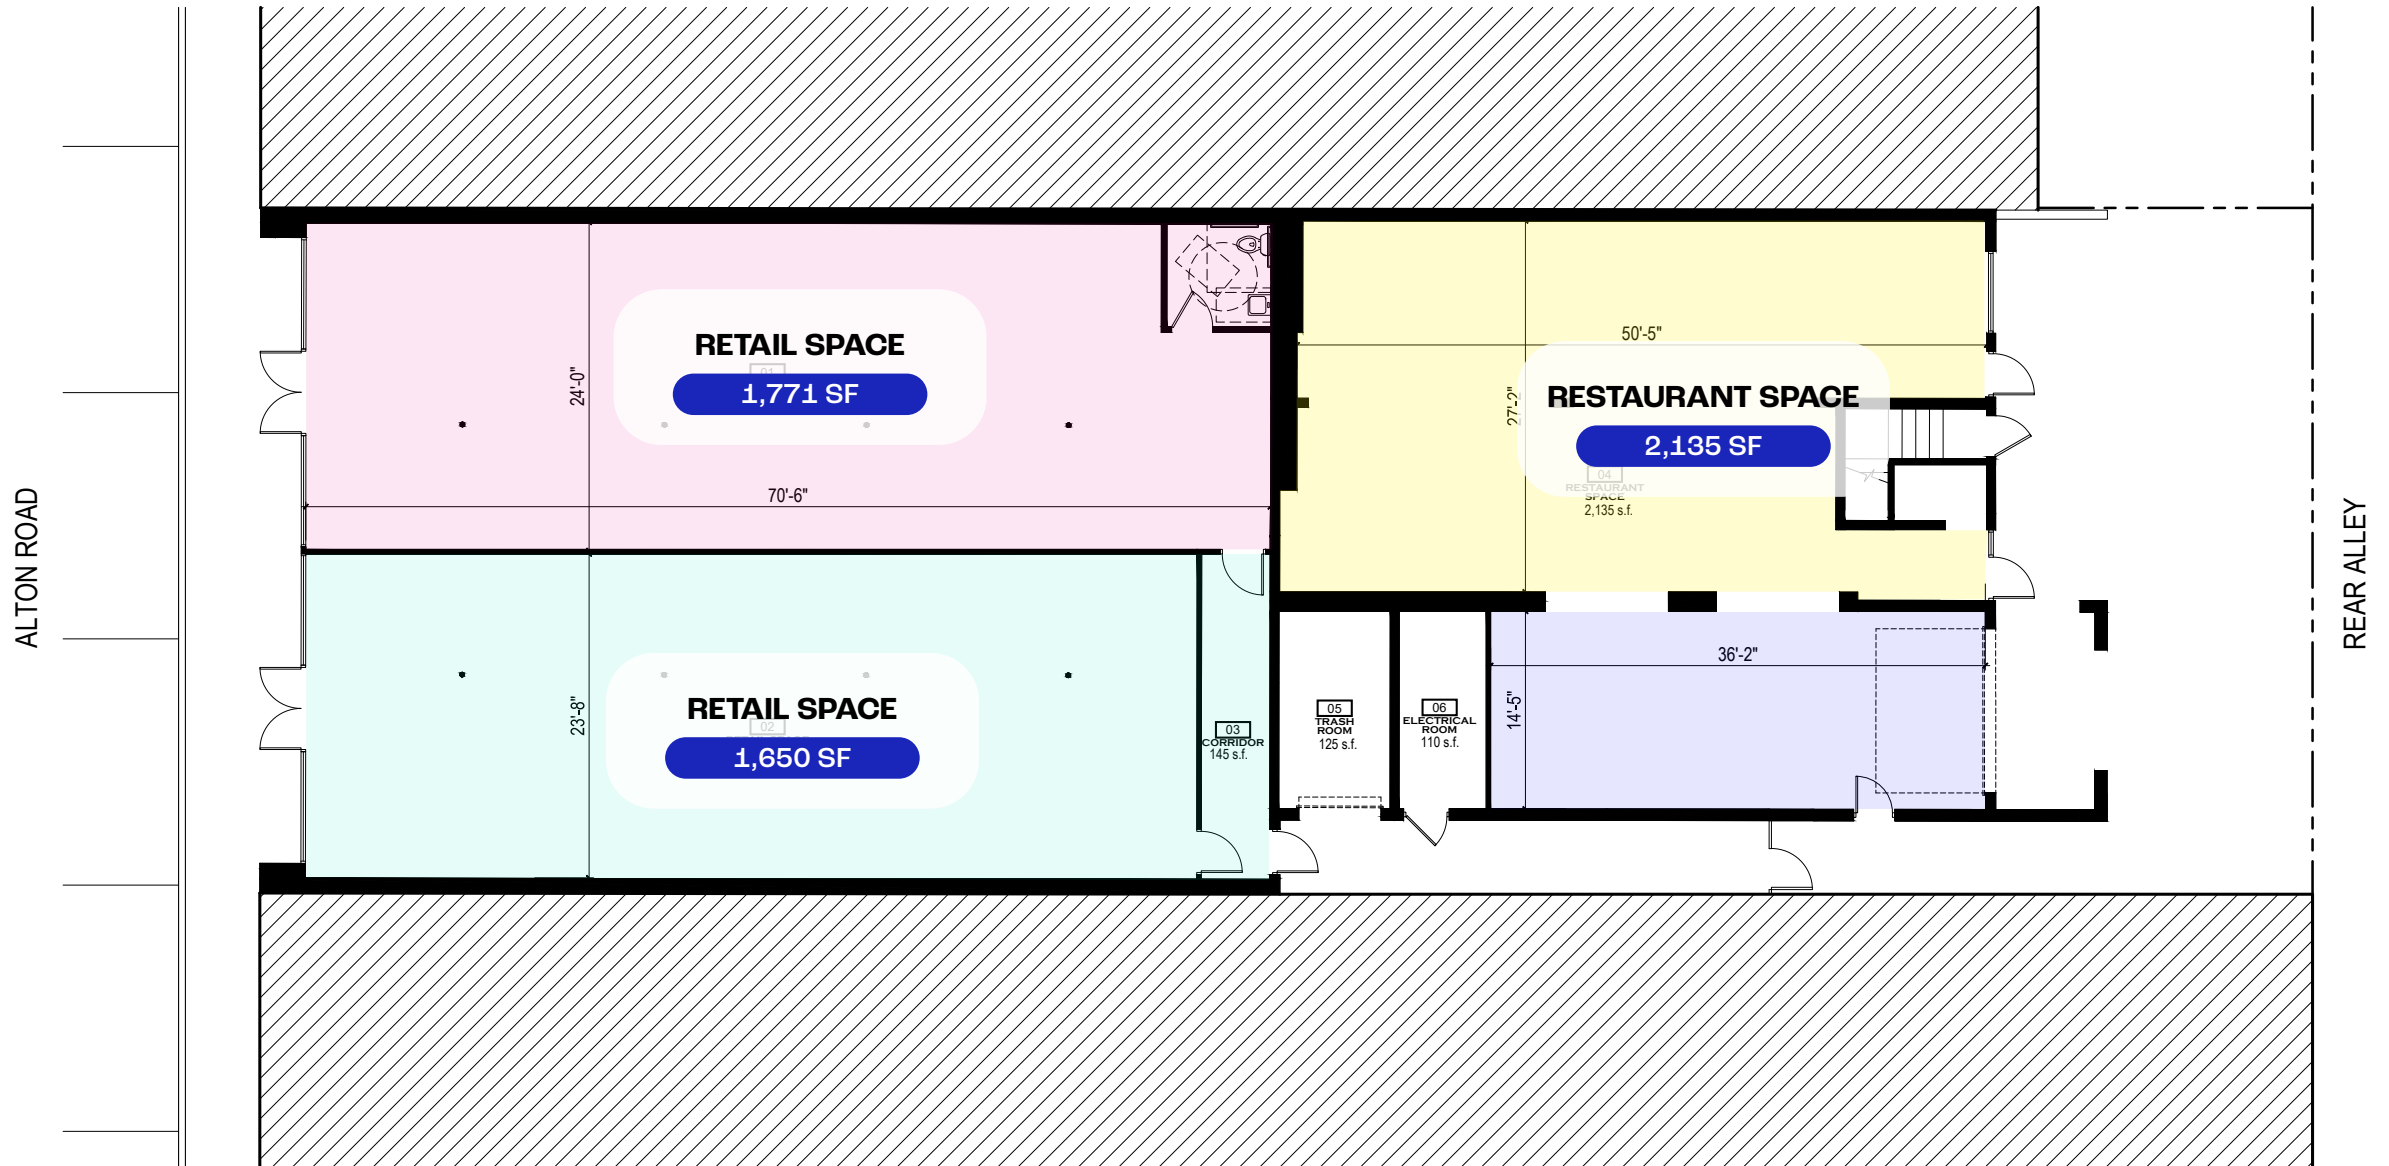 ALTON ROAD
RETAIL SPACE
01
1,771 SF
24'-0"
70'-6"
RETAIL SPACE
02
1,650 SF
23'-8"
03
CORRIDOR
145 s.f.
50'-5"
27'-2"
RESTAURANT SPACE
2,135 SF
04
RESTAURANT
SPACE
2,135 s.f.
05
TRASH
ROOM
125 s.f.
06
ELECTRICAL
ROOM
110 s.f.
36'-2"
14'-5"
REAR ALLEY